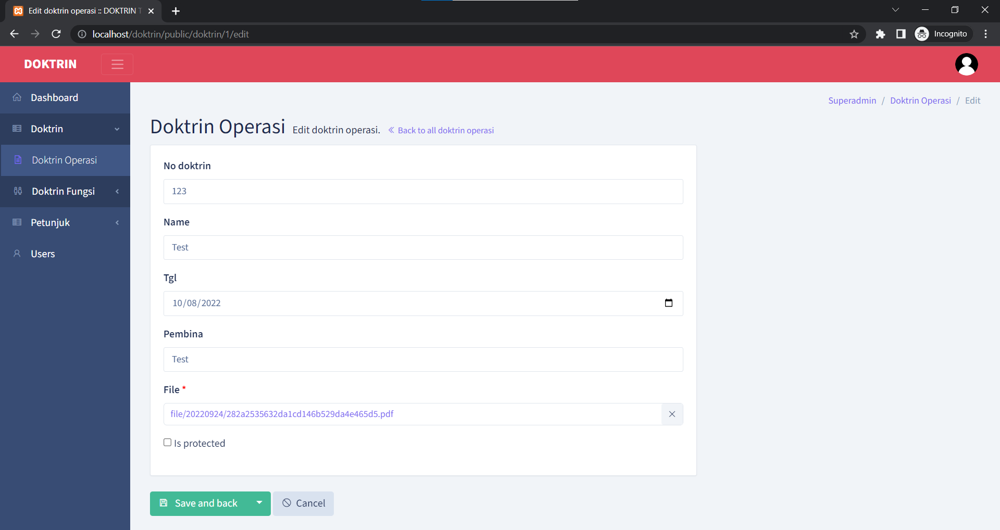 Edit doktrin operasi :: DOKTRIN T
localhost/doktrin/public/doktrin/1/edit
Incognito
DOKTRIN
Dashboard
Doktrin
Doktrin Operasi
Doktrin Fungsi
Petunjuk
Users
Superadmin / Doktrin Operasi / Edit
Doktrin Operasi Edit doktrin operasi. « Back to all doktrin operasi
No doktrin
123
Name
Test
Tgl
10/08/2022
Pembina
Test
File *
file/20220924/282a2535632da1cd146b529da4e465d5.pdf
Is protected
Save and back
Cancel